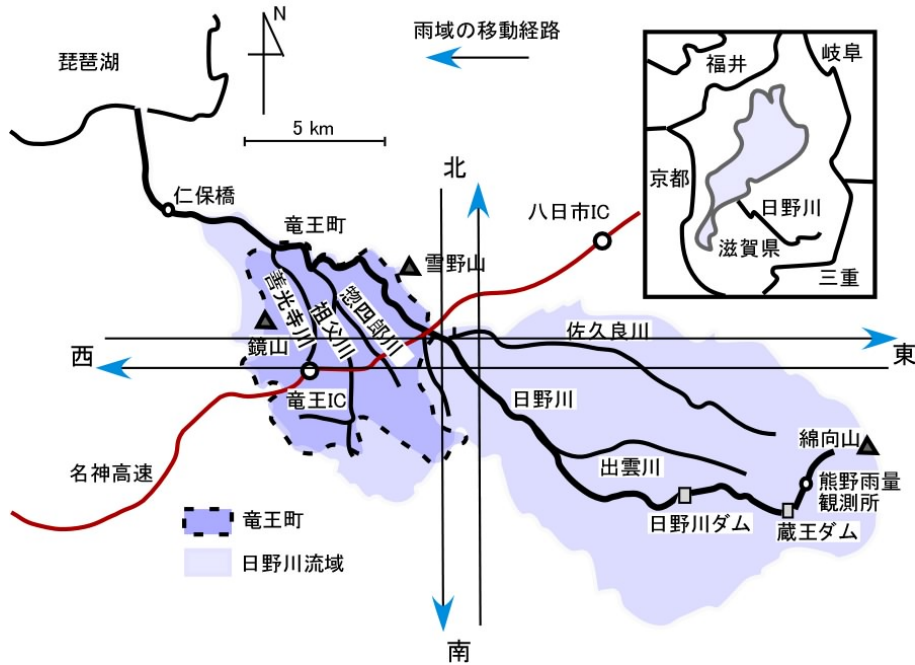 N
雨域の移動経路
琵琶湖
5 km
福井
岐阜
京都
日野川
滋賀県
三重
仁保橋
竜王町
北
八日市IC
雪野山
善光寺川
祖父川
惣四郎川
鏡山
佐久良川
西
東
竜王IC
日野川
綿向山
名神高速
出雲川
熊野雨量
観測所
日野川ダム
蔵王ダム
竜王町
日野川流域
南